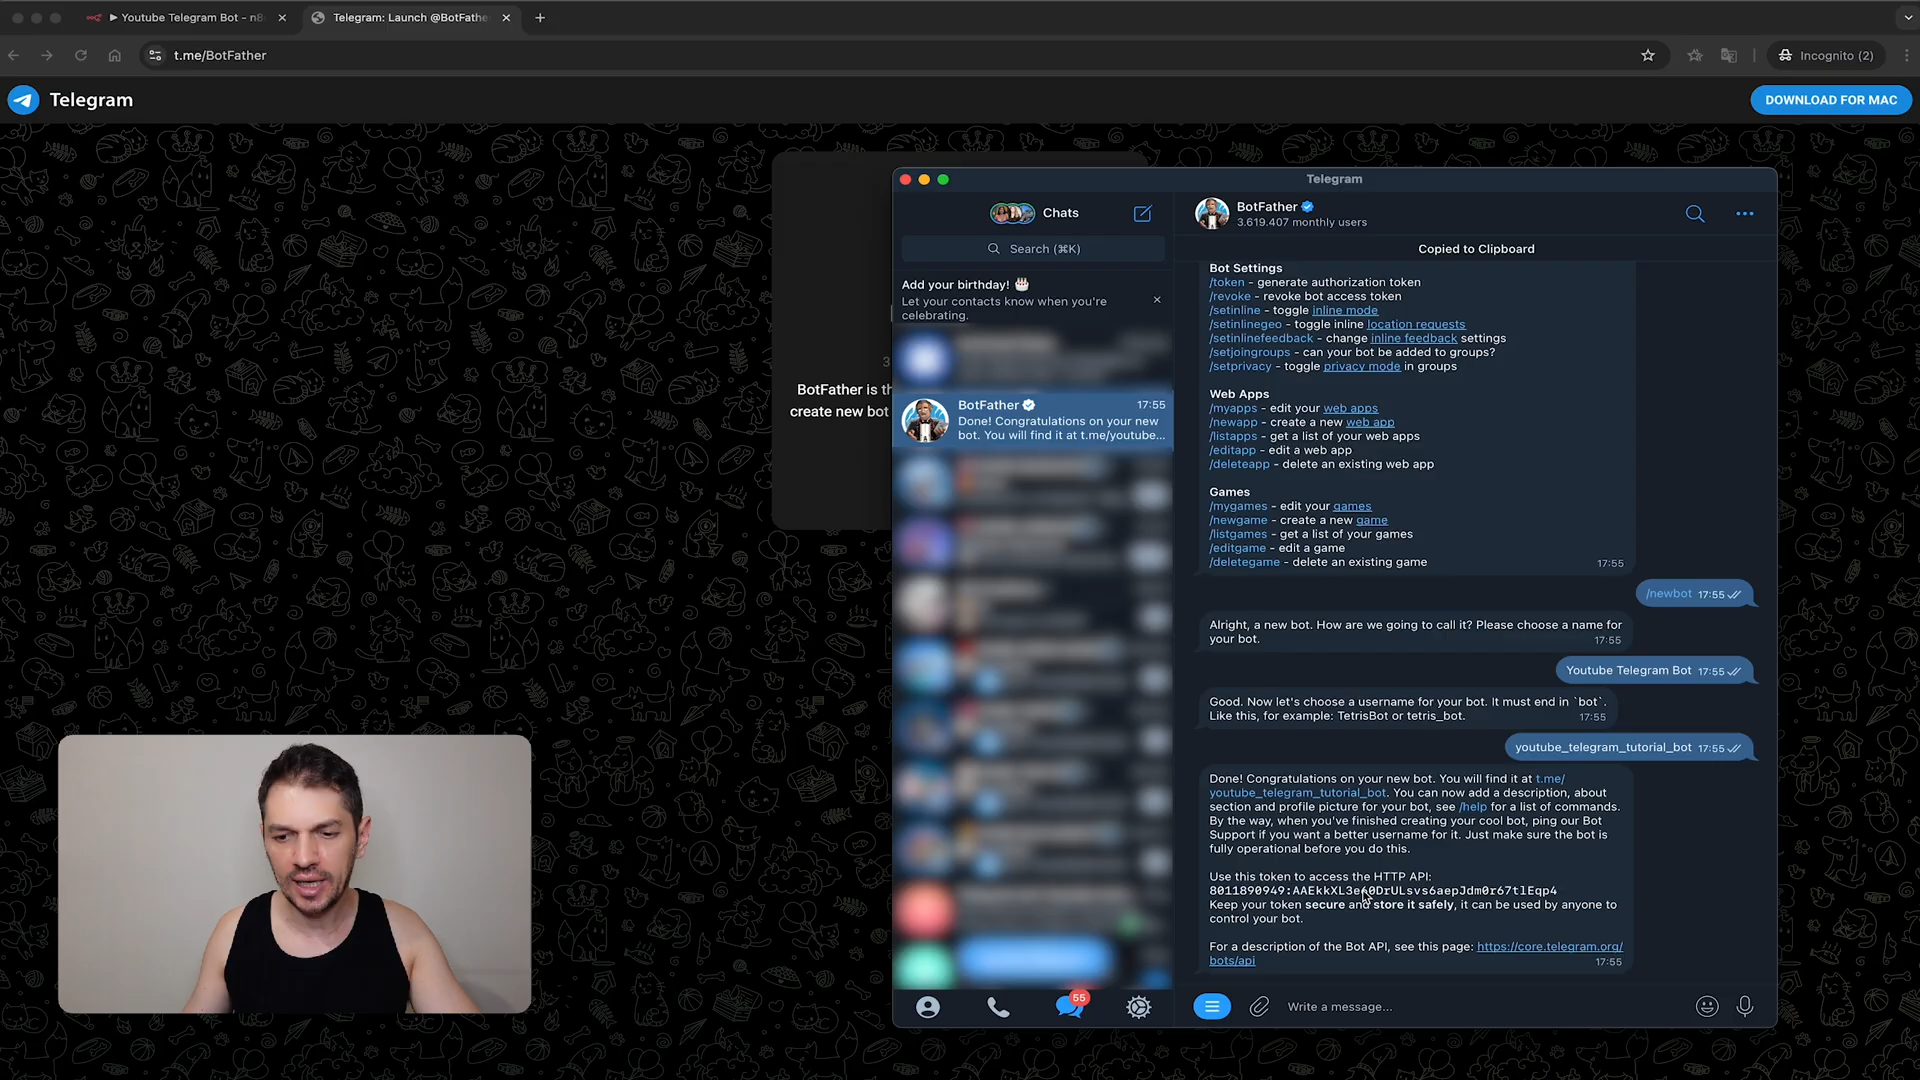 Youtube Telegram Bot - n8
Telegram: Launch @BotFathe
t.me/BotFather
Incognito (2)
Telegram
DOWNLOAD FOR MAC
3
BotFather is th
create new bot
Telegram
Chats
Search (⌘K)
Add your birthday! 🎂
Let your contacts know when you're
celebrating.
BotFather
17:55
Done! Congratulations on your new
bot. You will find it at t.me/youtube...
55
BotFather
3.619.407 monthly users
Copied to Clipboard
Bot Settings
/token - generate authorization token
/revoke - revoke bot access token
/setinline - toggle inline mode
/setinlinegeo - toggle inline location requests
/setinlinefeedback - change inline feedback settings
/setjoingroups - can your bot be added to groups?
/setprivacy - toggle privacy mode in groups
Web Apps
/myapps - edit your web apps
/newapp - create a new web app
/listapps - get a list of your web apps
/editapp - edit a web app
/deleteapp - delete an existing web app
Games
/mygames - edit your games
/newgame - create a new game
/listgames - get a list of your games
/editgame - edit a game
/deletegame - delete an existing game
17:55
/newbot 17:55
Alright, a new bot. How are we going to call it? Please choose a name for
your bot.
17:55
Youtube Telegram Bot 17:55
Good. Now let's choose a username for your bot. It must end in `bot`.
Like this, for example: TetrisBot or tetris_bot.
17:55
youtube_telegram_tutorial_bot 17:55
Done! Congratulations on your new bot. You will find it at t.me/
youtube_telegram_tutorial_bot. You can now add a description, about
section and profile picture for your bot, see /help for a list of commands.
By the way, when you've finished creating your cool bot, ping our Bot
Support if you want a better username for it. Just make sure the bot is
fully operational before you do this.
Use this token to access the HTTP API:
Keep your token secure and store it safely, it can be used by anyone to
control your bot.
For a description of the Bot API, see this page: https://core.telegram.org/
bots/api
17:55
Write a message...